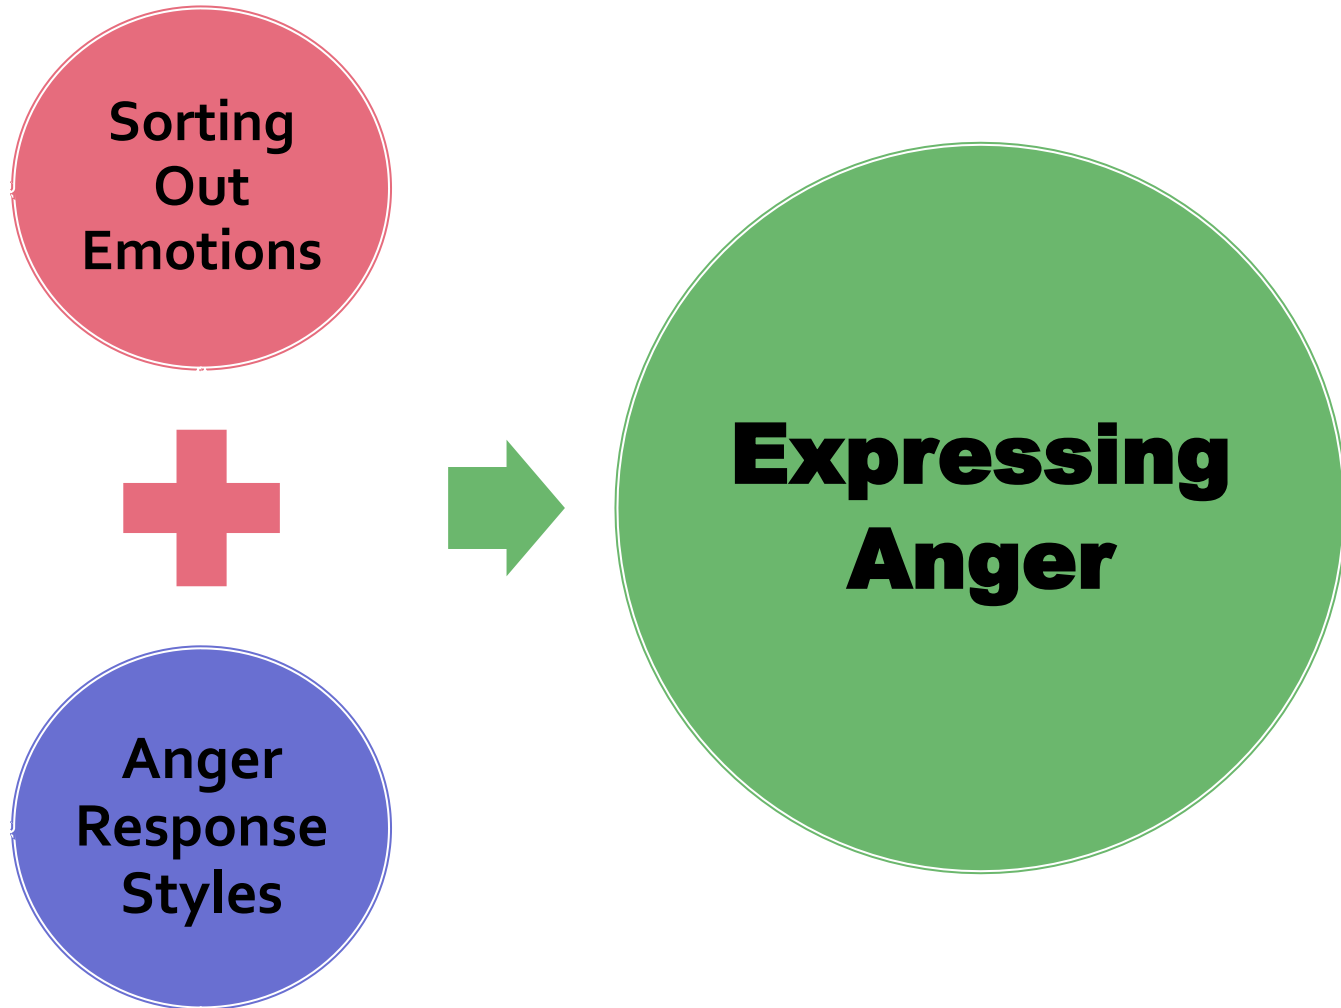 Sorting
Out
Emotions
Anger
Response
Styles
Expressing
Anger